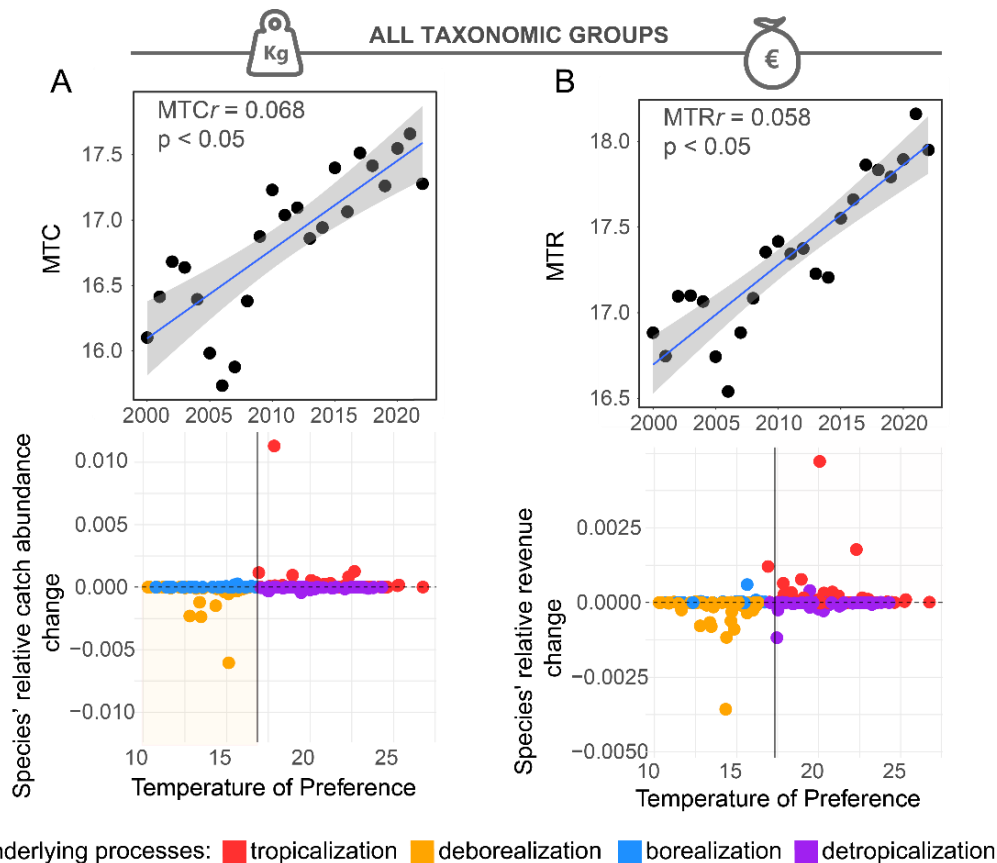 ALL TAXONOMIC GROUPS
Kg
€
A
MTCr = 0.068
p < 0.05
MTC
17.5
17.0
16.5
16.0
2000 2005 2010 2015 2020
B
MTRr = 0.058
p < 0.05
MTR
18.0
17.5
17.0
16.5
2000 2005 2010 2015 2020
Species' relative catch abundance
change
0.010
0.005
0.000
−0.005
−0.010
10 15 20 25
Temperature of Preference
Species' relative revenue
change
0.0025
0.0000
−0.0025
−0.0050
10 15 20 25
Temperature of Preference
nderlying processes: tropicalization deborealization borealization detropicalization